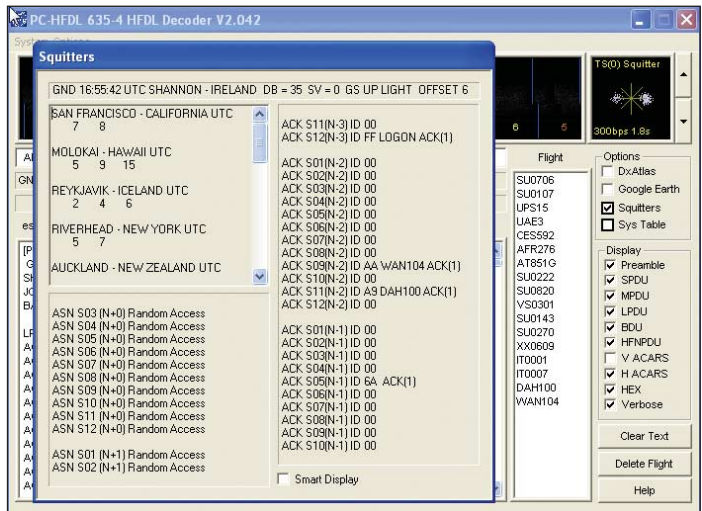 PC-HFDL 635-4 HFDL Decoder V2.042
Squitters
GND 16:55:42 UTC SHANNON - IRELAND DB = 35 SV = 0 GS UP LIGHT OFFSET 6
SAN FRANCISCO - CALIFORNIA UTC
7 8
MOLOKAI - HAWAII UTC
5 9 15
REYKJAVIK - ICELAND UTC
2 4 6
RIVERHEAD - NEW YORK UTC
5 7
AUCKLAND - NEW ZEALAND UTC
ASN S03 (N+0) Random Access
ASN S04 (N+0) Random Access
ASN S05 (N+0) Random Access
ASN S06 (N+0) Random Access
ASN S07 (N+0) Random Access
ASN S08 (N+0) Random Access
ASN S09 (N+0) Random Access
ASN S10 (N+0) Random Access
ASN S11 (N+0) Random Access
ASN S12 (N+0) Random Access
ASN S01 (N+1) Random Access
ASN S02 (N+1) Random Access
ACK S11(N-3) ID 00
ACK S12(N-3) ID FF LOGON ACK(1)
ACK S01(N-2) ID 00
ACK S02(N-2) ID 00
ACK S03(N-2) ID 00
ACK S04(N-2) ID 00
ACK S05(N-2) ID 00
ACK S06(N-2) ID 00
ACK S07(N-2) ID 00
ACK S08(N-2) ID 00
ACK S09(N-2) ID AA WAN104 ACK(1)
ACK S10(N-2) ID 00
ACK S11(N-2) ID A9 DAH100 ACK(1)
ACK S12(N-2) ID 00
ACK S01(N-1) ID 00
ACK S02(N-1) ID 00
ACK S03(N-1) ID 00
ACK S04(N-1) ID 00
ACK S05(N-1) ID 6A ACK(1)
ACK S06(N-1) ID 00
ACK S07(N-1) ID 00
ACK S08(N-1) ID 00
ACK S09(N-1) ID 00
ACK S10(N-1) ID 00
Smart Display
6 5
TS(0) Squitter
300bps 1.8s
Flight
SU0706
SU0107
UPS15
UAE3
CES592
AFR276
AT851G
SU0222
SU0820
VS0301
SU0143
SU0270
XX0609
IT0001
IT0007
DAH100
WAN104
Options
DxAtlas
Google Earth
Squitters
Sys Table
Display
Preamble
SPDU
MPDU
LPDU
BDU
HFNPDU
V ACARS
H ACARS
HEX
Verbose
Clear Text
Delete Flight
Help